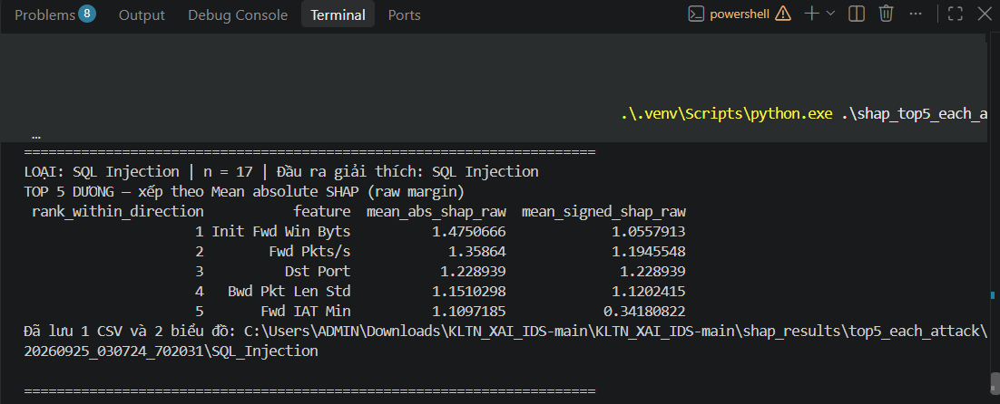 Problems 8 Output Debug Console Terminal Ports powershell
.\.venv\Scripts\python.exe .\shap_top5_each_a
…
======================================================================
LOẠI: SQL Injection | n = 17 | Đầu ra giải thích: SQL Injection
TOP 5 DƯƠNG — xếp theo Mean absolute SHAP (raw margin)
rank_within_direction feature mean_abs_shap_raw mean_signed_shap_raw
1 Init Fwd Win Byts 1.4750666 1.0557913
2 Fwd Pkts/s 1.35864 1.1945548
3 Dst Port 1.228939 1.228939
4 Bwd Pkt Len Std 1.1510298 1.1202415
5 Fwd IAT Min 1.1097185 0.34180822
Đã lưu 1 CSV và 2 biểu đồ: C:\Users\ADMIN\Downloads\KLTN_XAI_IDS-main\KLTN_XAI_IDS-main\shap_results\top5_each_attack\
20260925_030724_702031\SQL_Injection
======================================================================